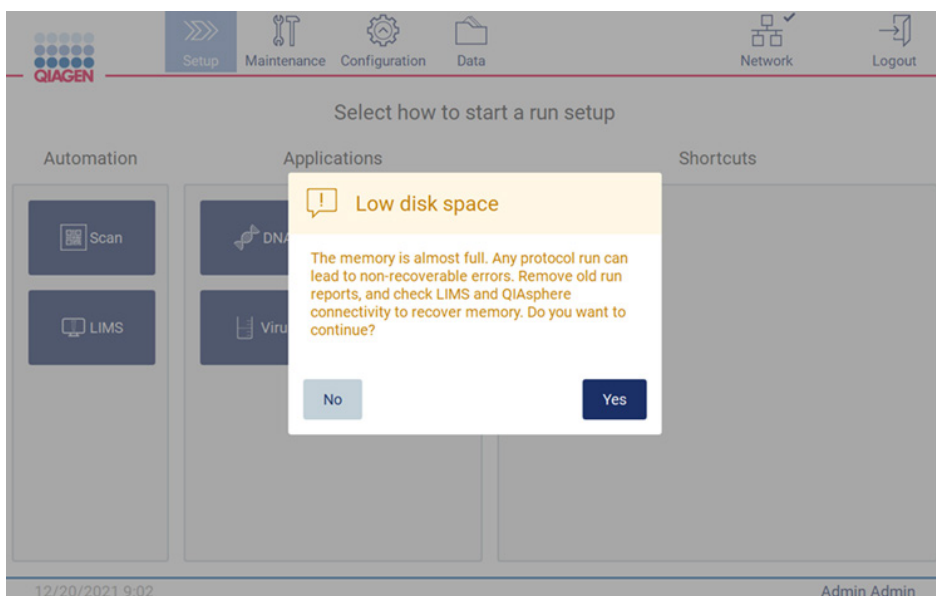 QIAGEN
Setup
Maintenance
Configuration
Data
Network
Logout
Select how to start a run setup
Automation
Applications
Shortcuts
Scan
LIMS
DNA
Viru
Low disk space
The memory is almost full. Any protocol run can
lead to non-recoverable errors. Remove old run
reports, and check LIMS and QIAsphere
connectivity to recover memory. Do you want to
continue?
No
Yes
12/20/2021 9:02
Admin Admin